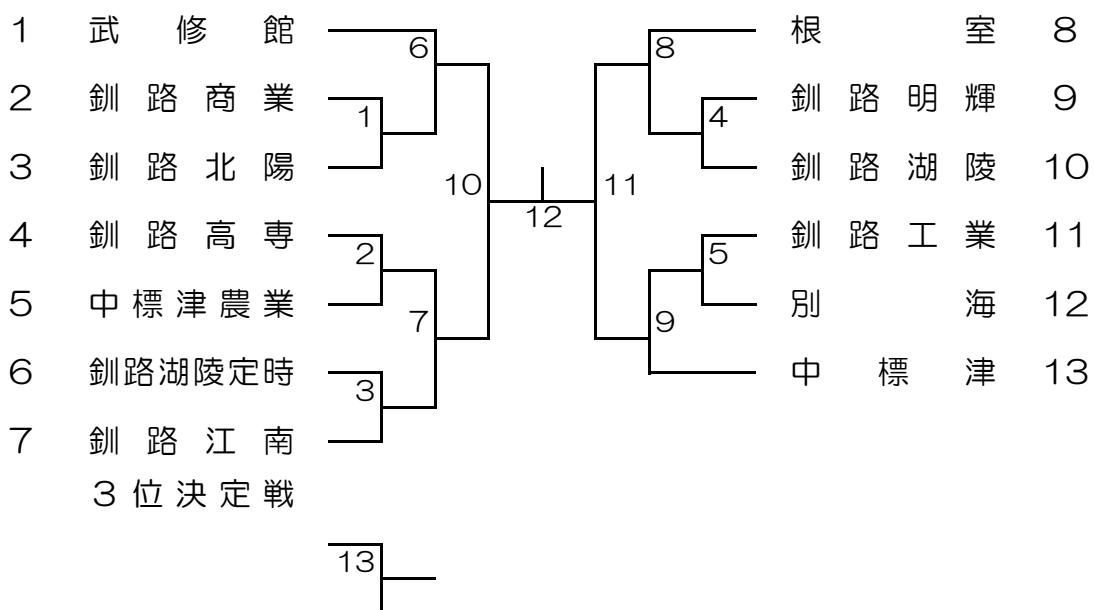 1 武修館 6 8 根室 8
2 釧路商業 1 4 釧路明輝 9
3 釧路北陽 釧路湖陵 10
10 12 11
4 釧路高専 2 5 釧路工業 11
5 中標津農業 7 9 別海 12
6 釧路湖陵定時 3 中標津 13
7 釧路江南
3位決定戦
13